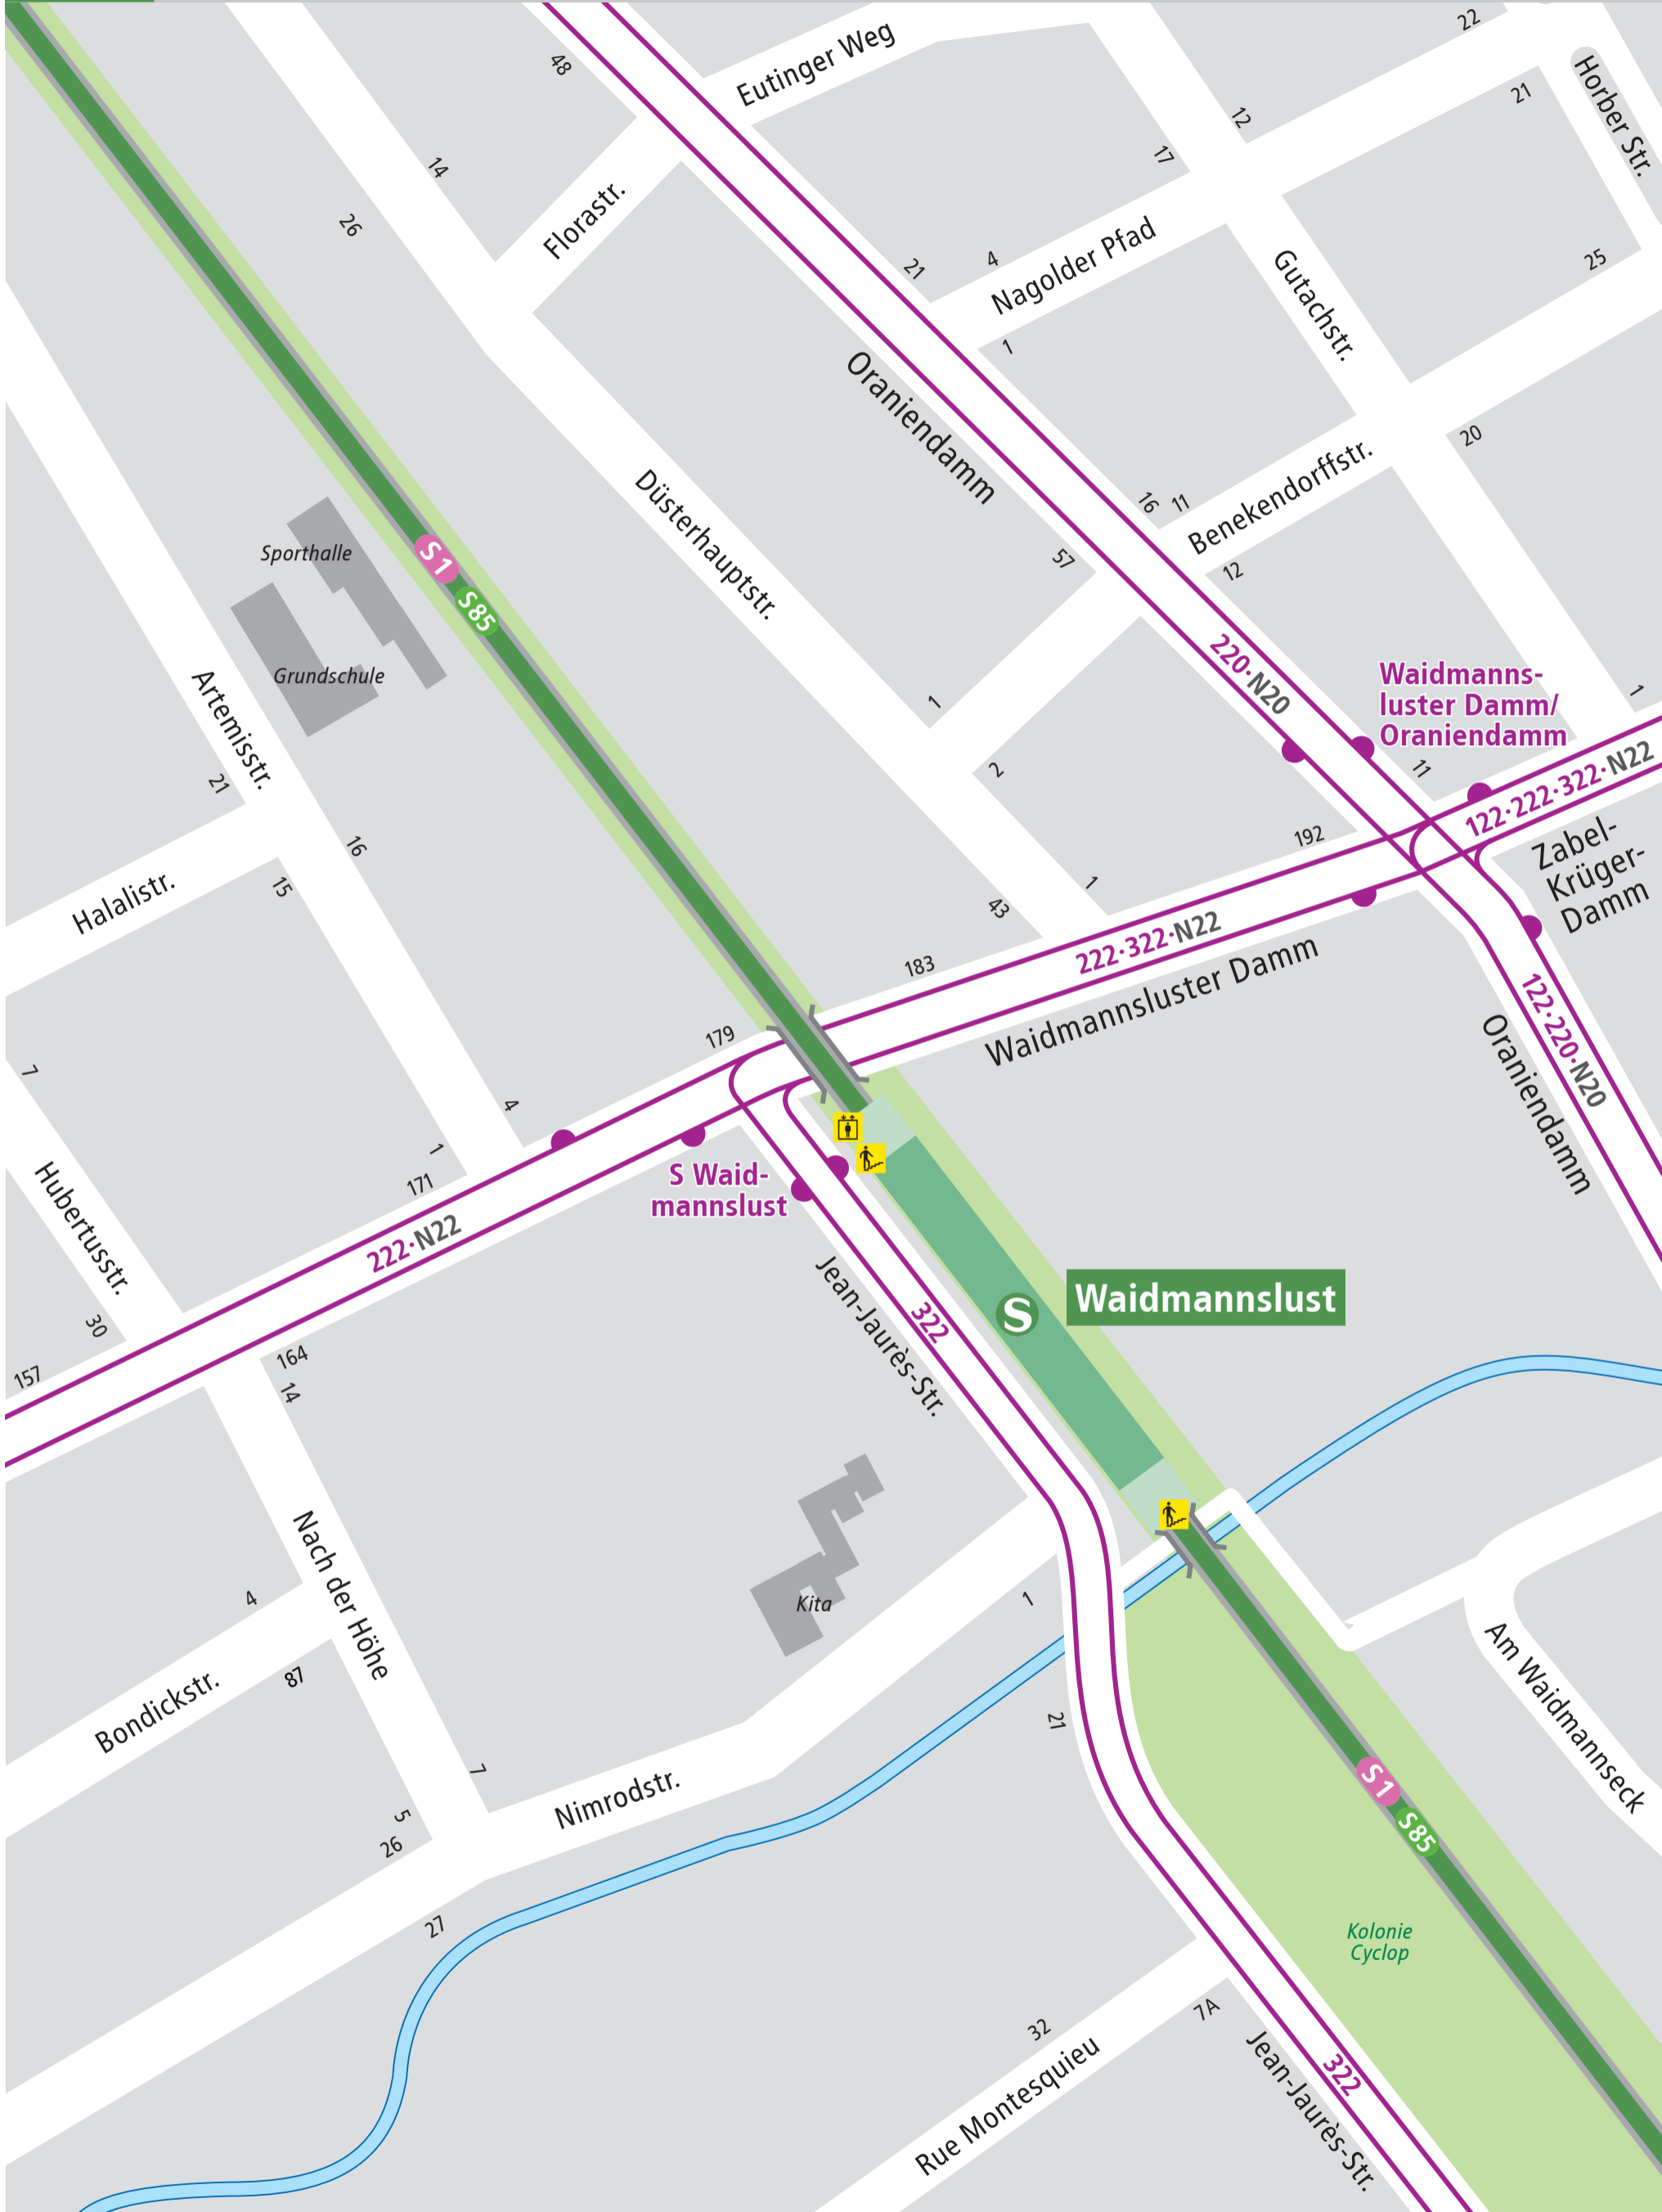 22
48
Eutinger Weg
Horber Str.
21
12
17
14
26
Florastr.
4
21
Nagolder Pfad
25
Gutachstr.
1
Oraniendamm
20
Benekendorffstr.
16
11
57
12
Düsterhauptstr.
Sporthalle
S1
S85
Grundschule
220·N20
Waidmanns-
luster Damm/
Oraniendamm
1
1
Artemisstr.
21
2
11
122·222·322·N22
192
Zabel-
Krüger-
Damm
16
15
Halalistr.
1
43
222·322·N22
183
Waidmannsluster Damm
179
122·220·N20
Oraniendamm
7
4
1
171
S Waid-
mannslust
Hubertusstr.
222·N22
Jean-Jaurès-Str.
322
S
Waidmannslust
30
164
157
14
Nach der Höhe
4
Kita
1
Bondickstr.
87
Am Waidmannseck
21
7
Nimrodstr.
S1
S85
5
26
27
Kolonie
Cyclop
7A
32
Rue Montesquieu
Jean-Jaurès-Str.
322